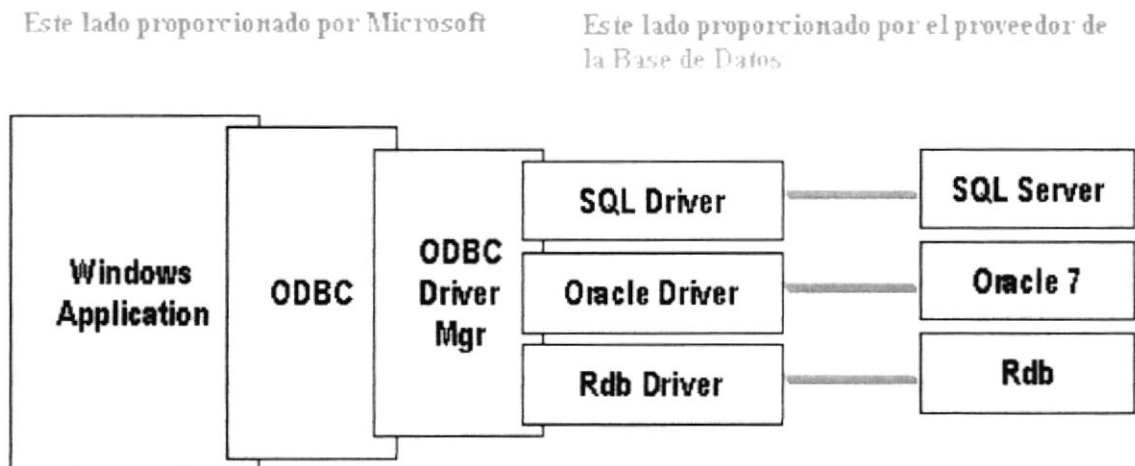 Este lado proporcionado por Microsoft
Este lado proporcionado por el proveedor de
la Base de Datos
Windows
Application
ODBC
ODBC
Driver
Mgr
SQL Driver
Oracle Driver
Rdb Driver
SQL Server
Oracle 7
Rdb